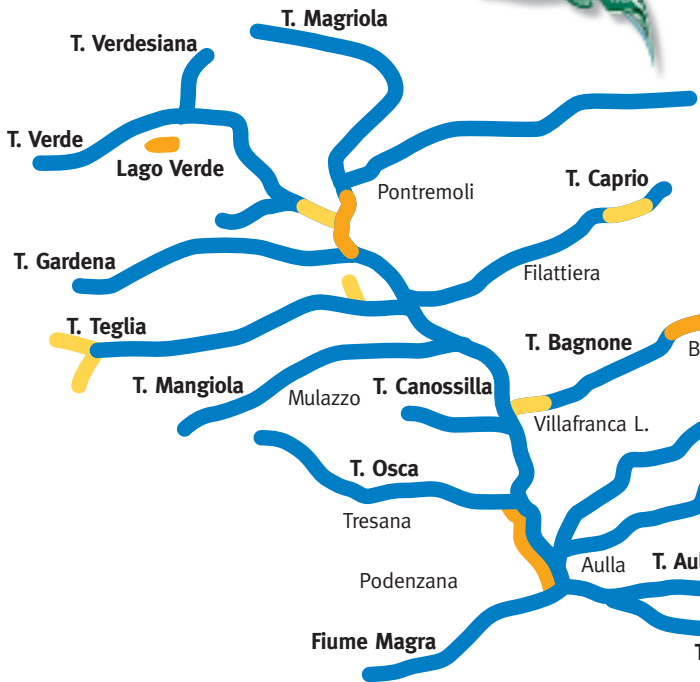 T. Magriola
T. Verdesiana
T. Verde
Lago Verde
Pontremoli
T. Caprio
T. Gardena
Filattiera
T. Teglia
T. Bagnone
T. Mangiola
Mulazzo
T. Canossilla
Villafranca L.
T. Osca
Tresana
Aulla
Podenzana
Fiume Magra